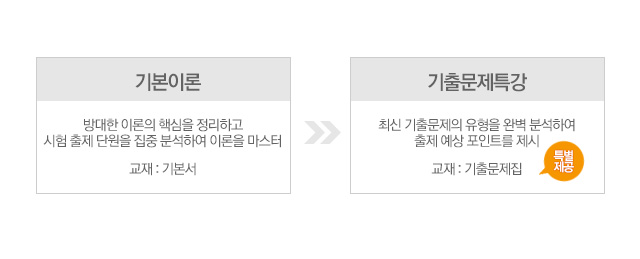 기본이론
방대한 이론의 핵심을 정리하고
시험 출제 단원을 집중 분석하여 이론을 마스터
교재 : 기본서
기출문제특강
최신 기출문제의 유형을 완벽 분석하여
출제 예상 포인트를 제시
교재 : 기출문제집
특별
제공